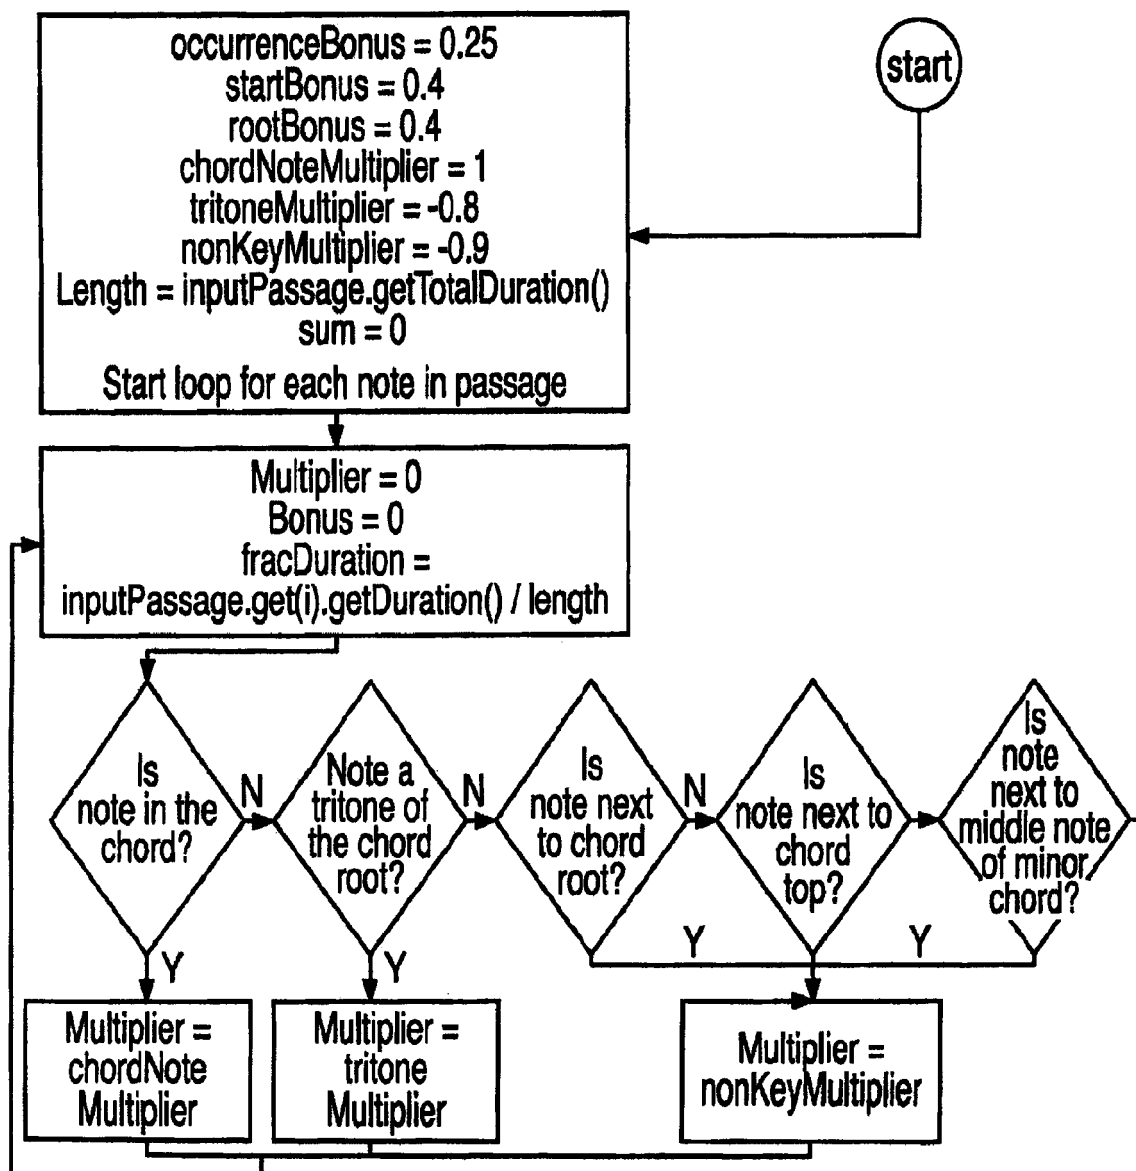 occurrenceBonus = 0.25
startBonus = 0.4
rootBonus = 0.4
chordNoteMultiplier = 1
tritoneMultiplier = -0.8
nonKeyMultiplier = -0.9
Length = inputPassage.getTotalDuration()
sum = 0
Start loop for each note in passage
start
Multiplier = 0
Bonus = 0
fracDuration =
inputPassage.get(i).getDuration() / length
Is
note in the
chord?
N
Note a
tritone of
the chord
root?
N
Is
note next
to chord
root?
N
Is
note next to
chord
top?
Is
note
next to
middle note
of minor
chord?
Y
Y
Y
Y
Multiplier =
chordNote
Multiplier
Multiplier =
tritone
Multiplier
Multiplier =
nonKeyMultiplier